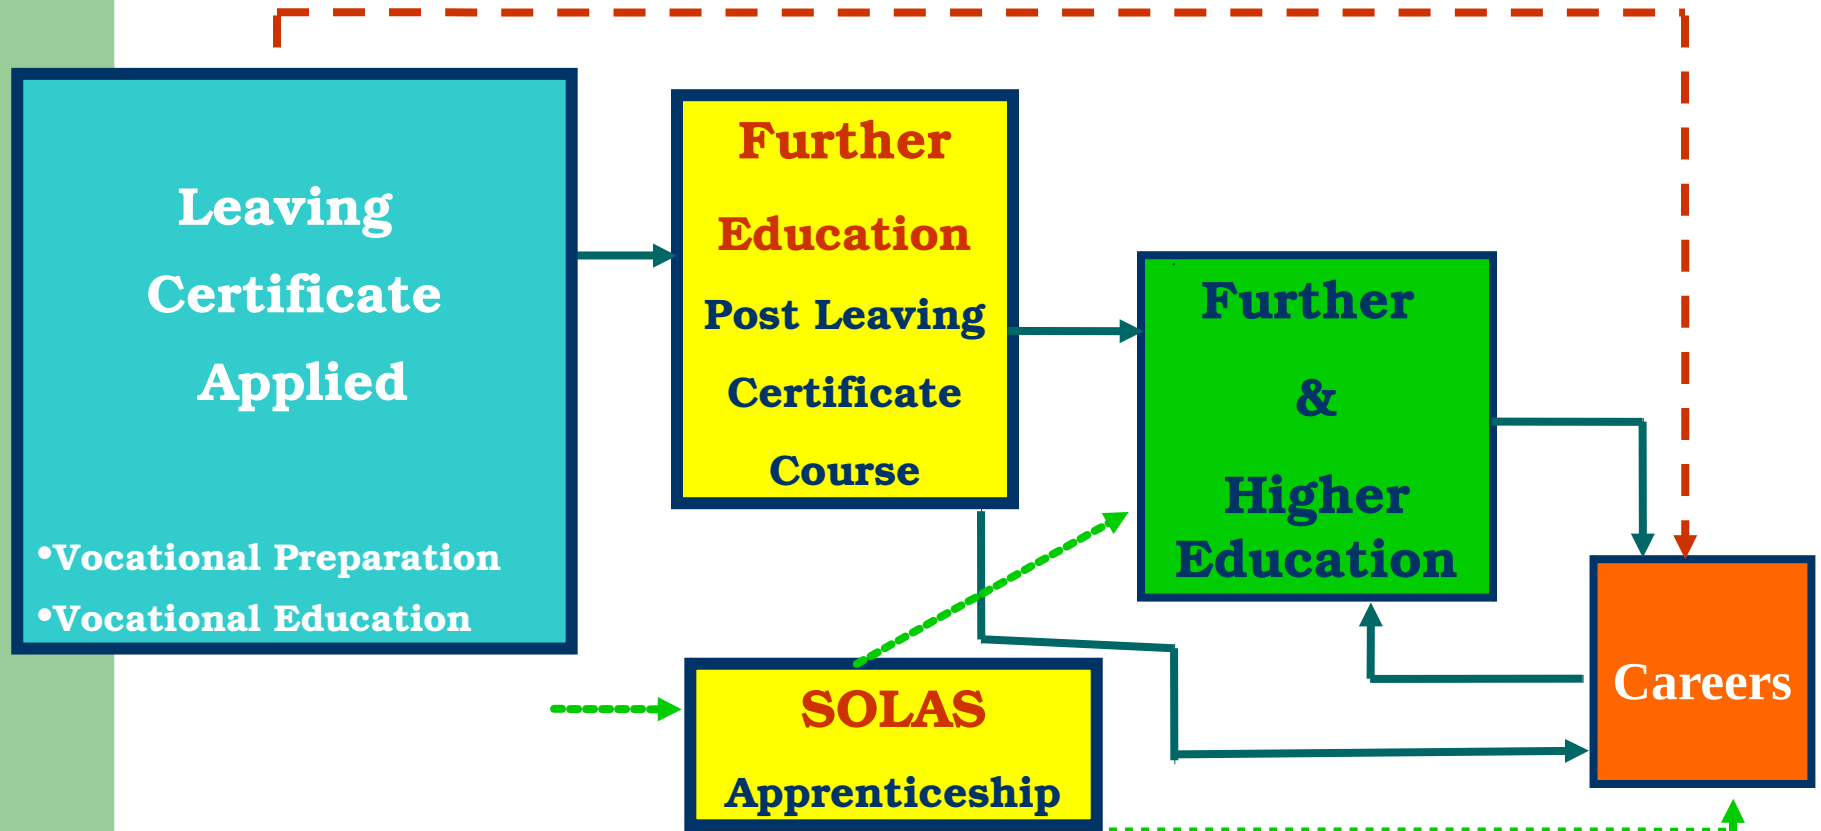 Leaving
Certificate
Applied
•Vocational Preparation
•Vocational Education
Further
Education
Post Leaving
Certificate
Course
Further
&
Higher
Education
SOLAS
Apprenticeship
Careers